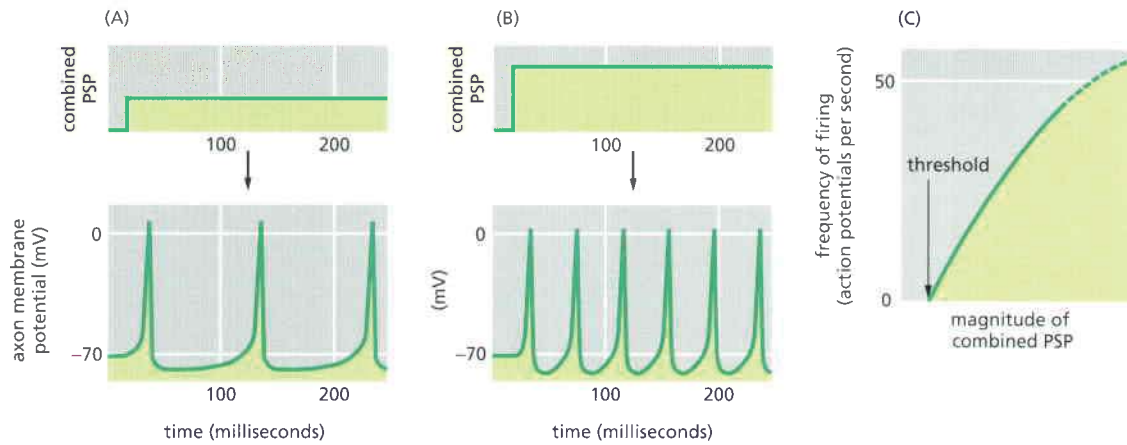 (A)
combined
PSP
100
200
axon membrane
potential (mV)
0
–70
100
200
time (milliseconds)
(B)
combined
PSP
100
200
(mV)
0
–70
100
200
time (milliseconds)
(C)
frequency of firing
(action potentials per second)
50
threshold
0
magnitude of
combined PSP